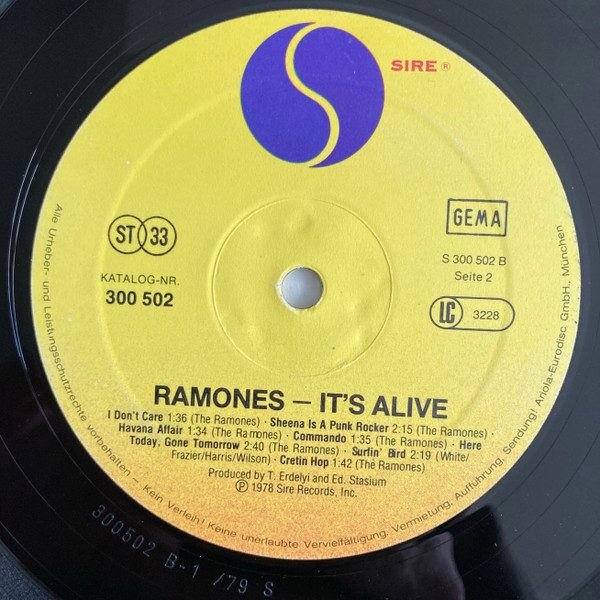 SIRE ®
GEMA
ST 33
S 300 502 B
Seite 2
KATALOG-NR.
300 502
LC 3228
RAMONES – IT'S ALIVE
I Don't Care 1:36 (The Ramones) · Sheena Is A Punk Rocker 2:15 (The Ramones) ·
Havana Affair 1:34 (The Ramones) · Commando 1:35 (The Ramones) · Here
Today, Gone Tomorrow 2:40 (The Ramones) · Surfin' Bird 2:19 (White/
Frazier/Harris/Wilson) · Cretin Hop 1:42 (The Ramones)
Produced by T. Erdelyi and Ed. Stasium
Ⓟ 1978 Sire Records, Inc.
Alle Urheber- und Leistungsschutzrechte vorbehalten – Kein Verleih! Keine unerlaubte Vervielfältigung, Vermietung, Aufführung, Sendung! Ariola-Eurodisc GmbH., München
300502 B-1 /79 S